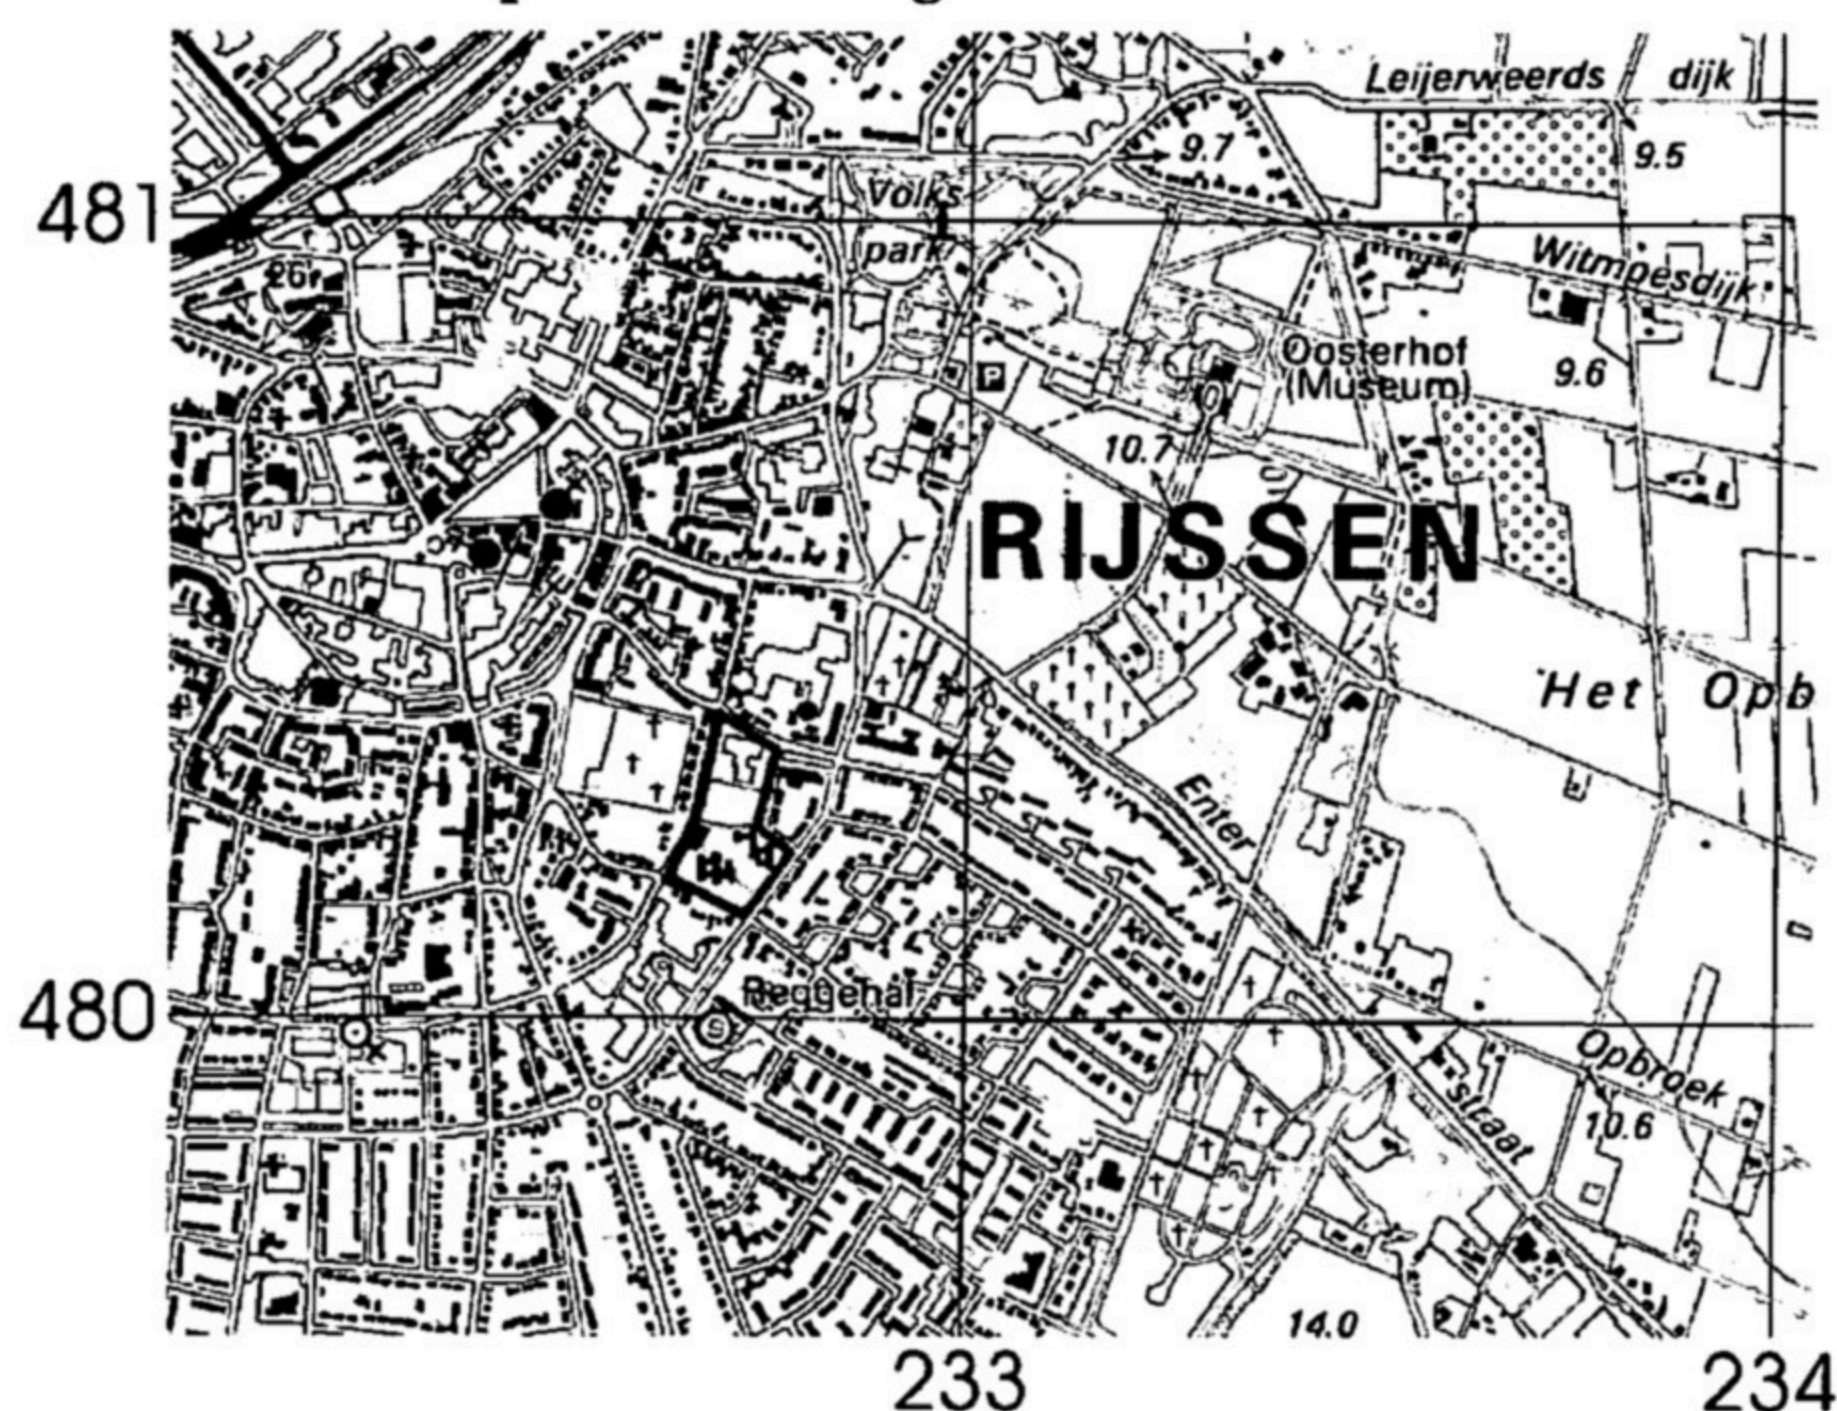 Leijerweerds dijk
9.7
9.5
481
Volks
park
Witmoesdijk
P
Oosterhof
(Museum)
9.6
10.7
RIJSSEN
Het Opb
Enter
480
Reggehal
S
Opbroek
straat
10.6
14.0
233
234